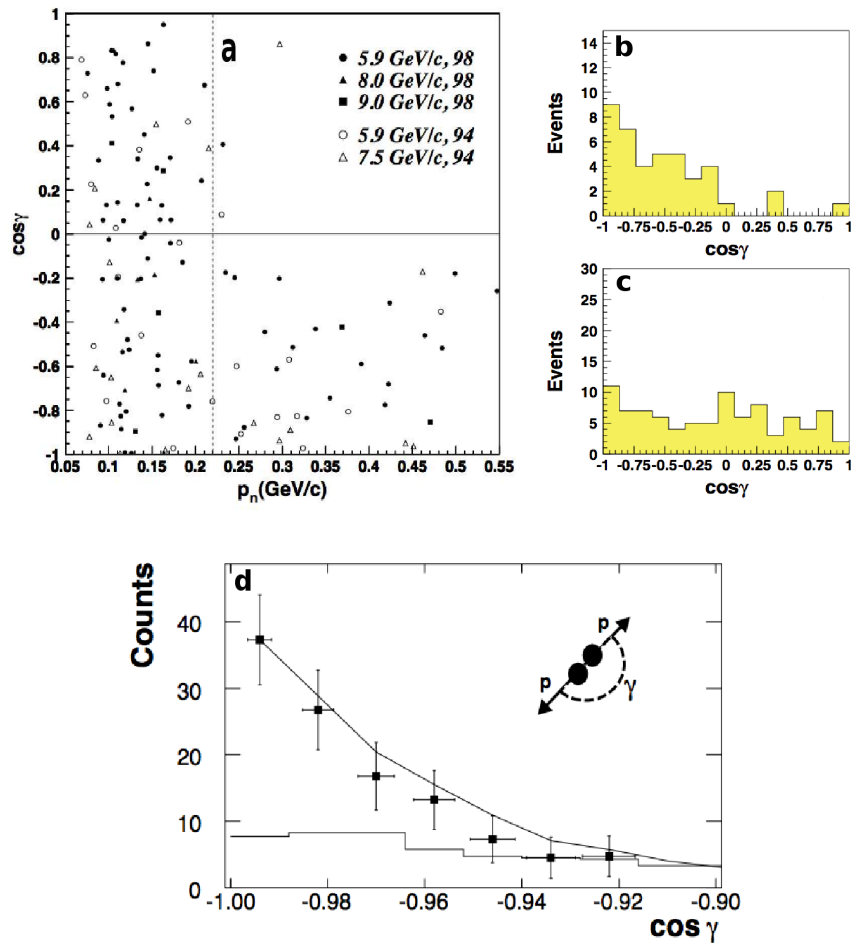 a
● 5.9 GeV/c, 98
▲ 8.0 GeV/c, 98
■ 9.0 GeV/c, 98
○ 5.9 GeV/c, 94
△ 7.5 GeV/c, 94
cosγ
1
0.8
0.6
0.4
0.2
0
-0.2
-0.4
-0.6
-0.8
-1
0.05 0.1 0.15 0.2 0.25 0.3 0.35 0.4 0.45 0.5 0.55
pn(GeV/c)
b
Events
14
12
10
8
6
4
2
0
-1 -0.75 -0.5 -0.25 0 0.25 0.5 0.75 1
cosγ
c
Events
30
25
20
15
10
5
0
-1 -0.75 -0.5 -0.25 0 0.25 0.5 0.75 1
cosγ
d
Counts
40
30
20
10
0
p
p
γ
-1.00 -0.98 -0.96 -0.94 -0.92 -0.90
cos γ